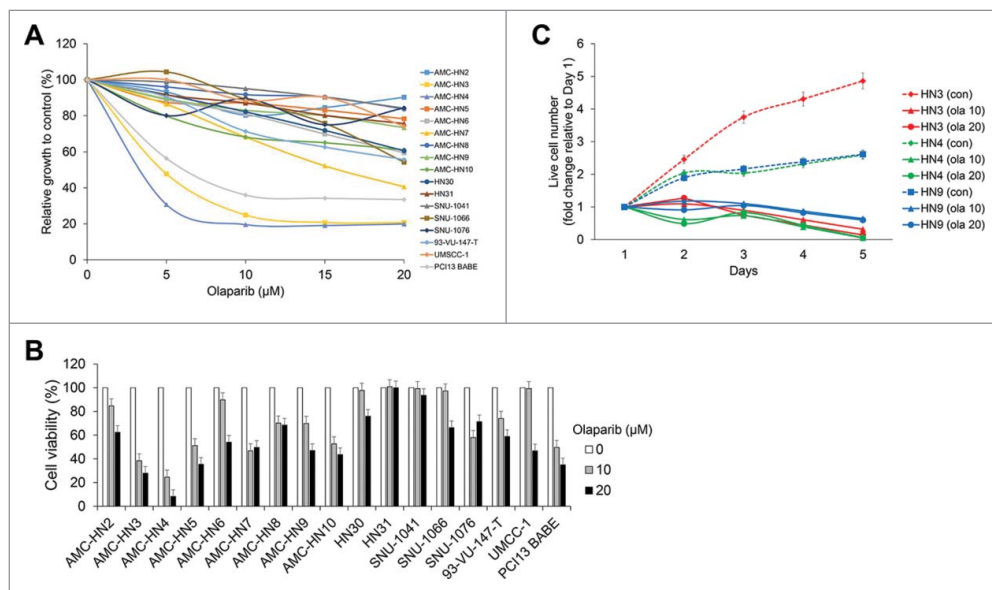 A
Relative growth to control (%)
120
100
80
60
40
20
0
0 5 10 15 20
Olaparib (µM)
AMC-HN2
AMC-HN3
AMC-HN4
AMC-HN5
AMC-HN6
AMC-HN7
AMC-HN8
AMC-HN9
AMC-HN10
HN30
HN31
SNU-1041
SNU-1066
SNU-1076
93-VU-147-T
UMSCC-1
PCI13 BABE
C
Live cell number
(fold change relative to Day 1)
6
5
4
3
2
1
0
1 2 3 4 5
Days
HN3 (con)
HN3 (ola 10)
HN3 (ola 20)
HN4 (con)
HN4 (ola 10)
HN4 (ola 20)
HN9 (con)
HN9 (ola 10)
HN9 (ola 20)
B
Cell viability (%)
120
100
80
60
40
20
0
AMC-HN2
AMC-HN3
AMC-HN4
AMC-HN5
AMC-HN6
AMC-HN7
AMC-HN8
AMC-HN9
AMC-HN10
HN30
HN31
SNU-1041
SNU-1066
SNU-1076
93-VU-147-T
UMCC-1
PCI13 BABE
Olaparib (µM)
0
10
20